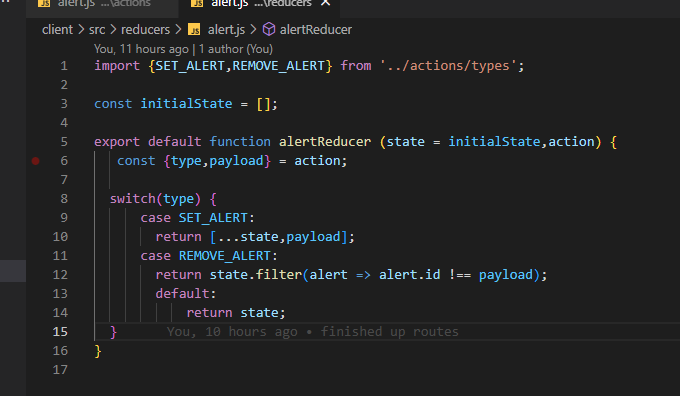 JS alert.js ...\actions JS alert.js ...\reducers ×
client > src > reducers > JS alert.js > alertReducer
You, 11 hours ago | 1 author (You)
1 import {SET_ALERT,REMOVE_ALERT} from '../actions/types';
2
3 const initialState = [];
4
5 export default function alertReducer (state = initialState,action) {
6 const {type,payload} = action;
7
8 switch(type) {
9 case SET_ALERT:
10 return [...state,payload];
11 case REMOVE_ALERT:
12 return state.filter(alert => alert.id !== payload);
13 default:
14 return state;
15 } You, 10 hours ago • finished up routes
16 }
17